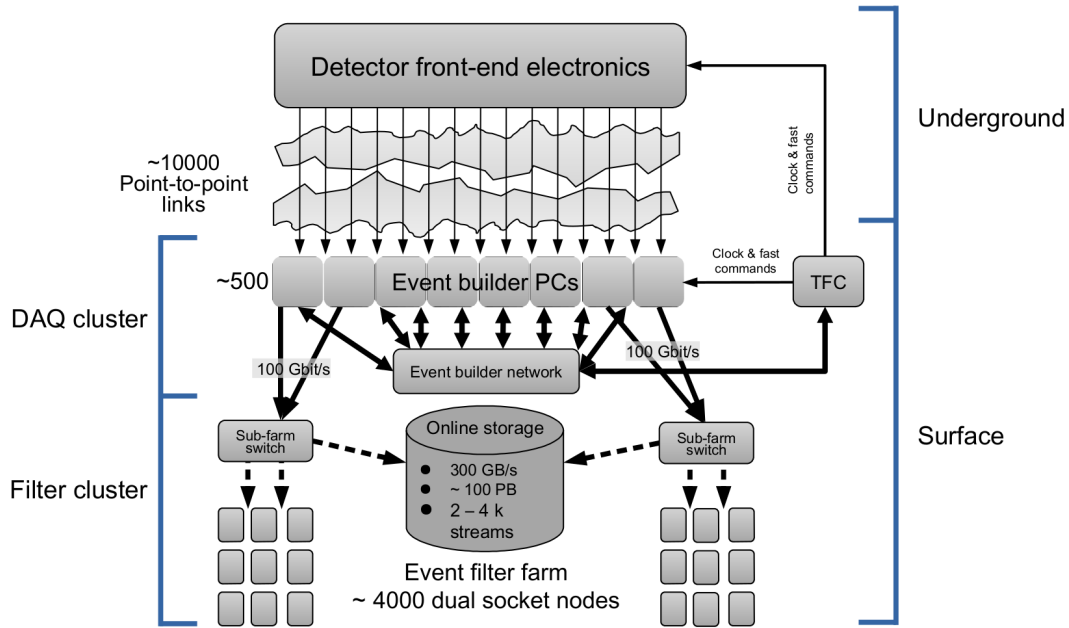 Detector front-end electronics
Underground
Clock & fast
commands
~10000
Point-to-point
links
Clock & fast
commands
TFC
~500
Event builder PCs
DAQ cluster
100 Gbit/s
100 Gbit/s
Event builder network
Sub-farm
switch
Online storage
● 300 GB/s
● ~ 100 PB
● 2 – 4 k
streams
Sub-farm
switch
Surface
Filter cluster
Event filter farm
~ 4000 dual socket nodes